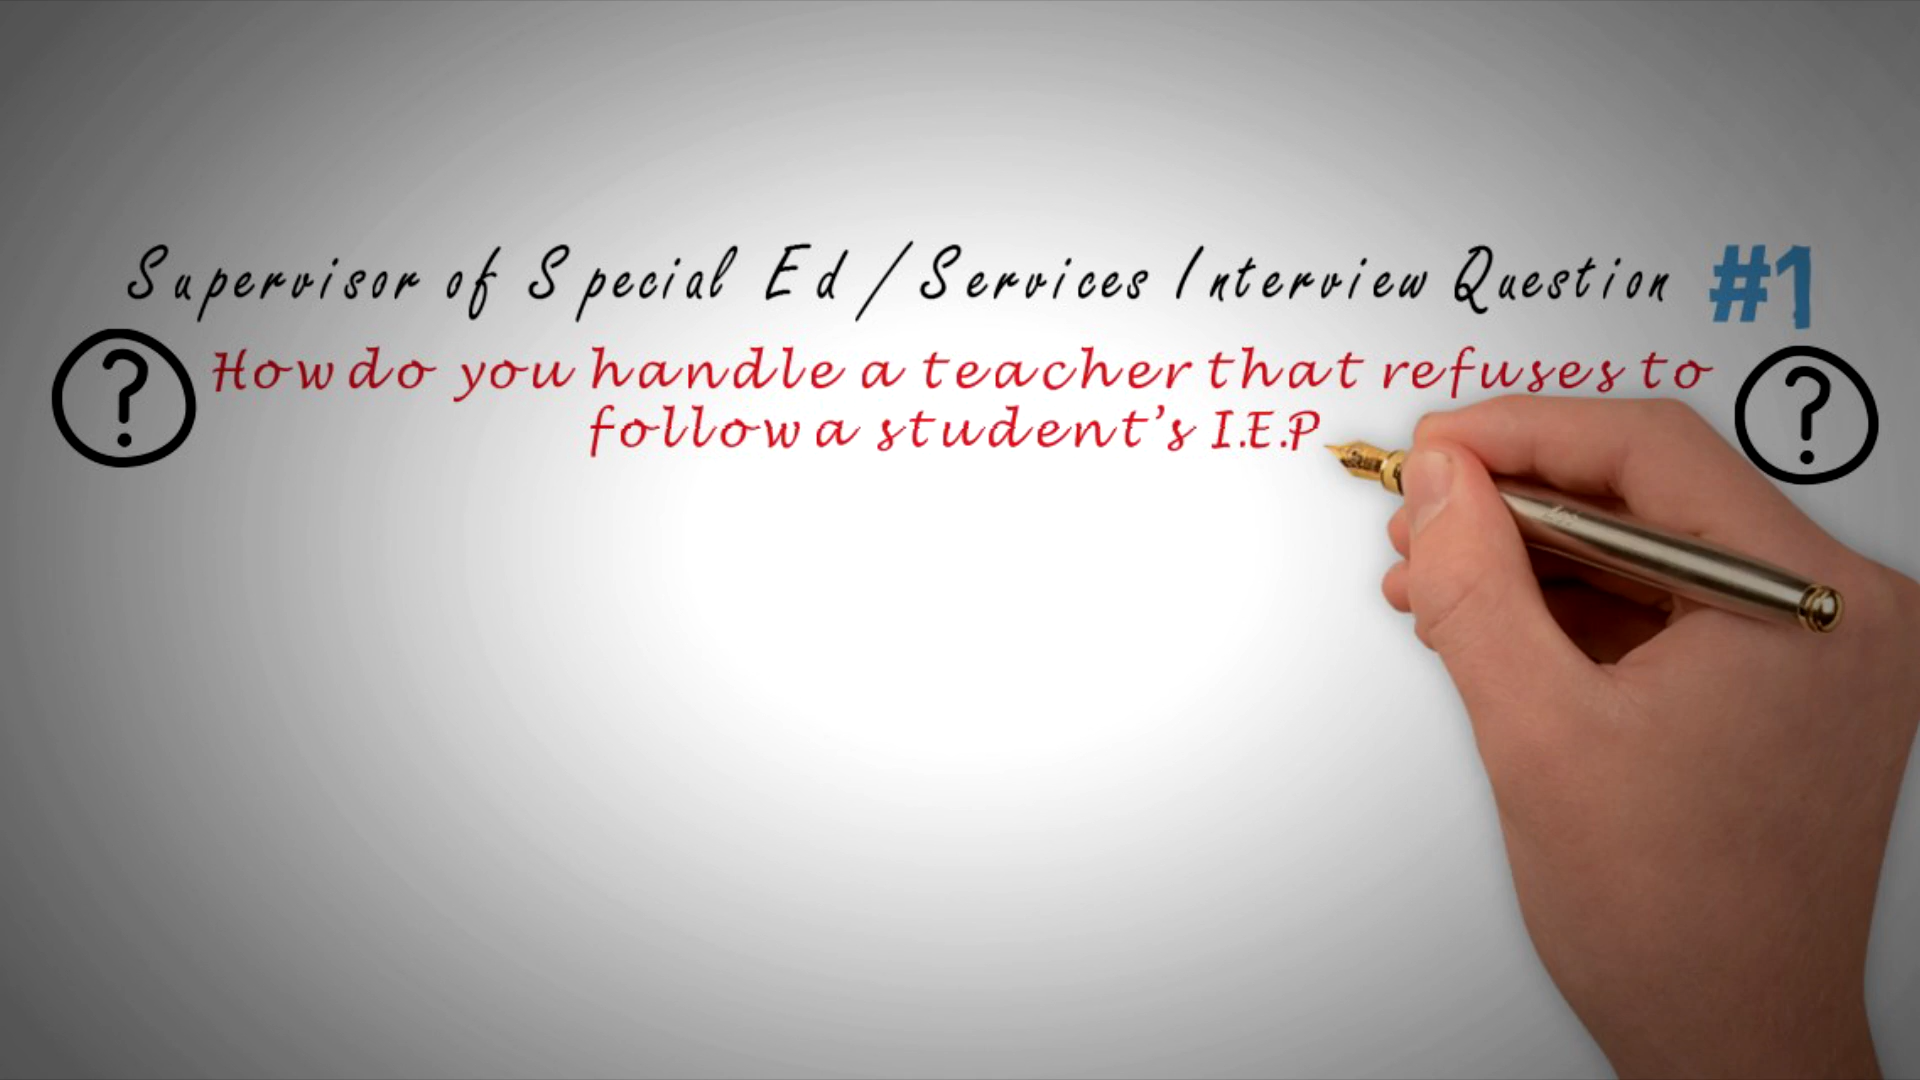 Supervisor of Special Ed / Services Interview Question #1
How do you handle a teacher that refuses to
follow a student's I.E.P